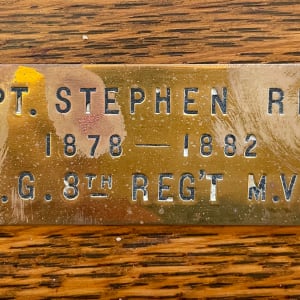 PT. STEPHEN R
1878 — 1882
.G. 8TH REG'T M.V